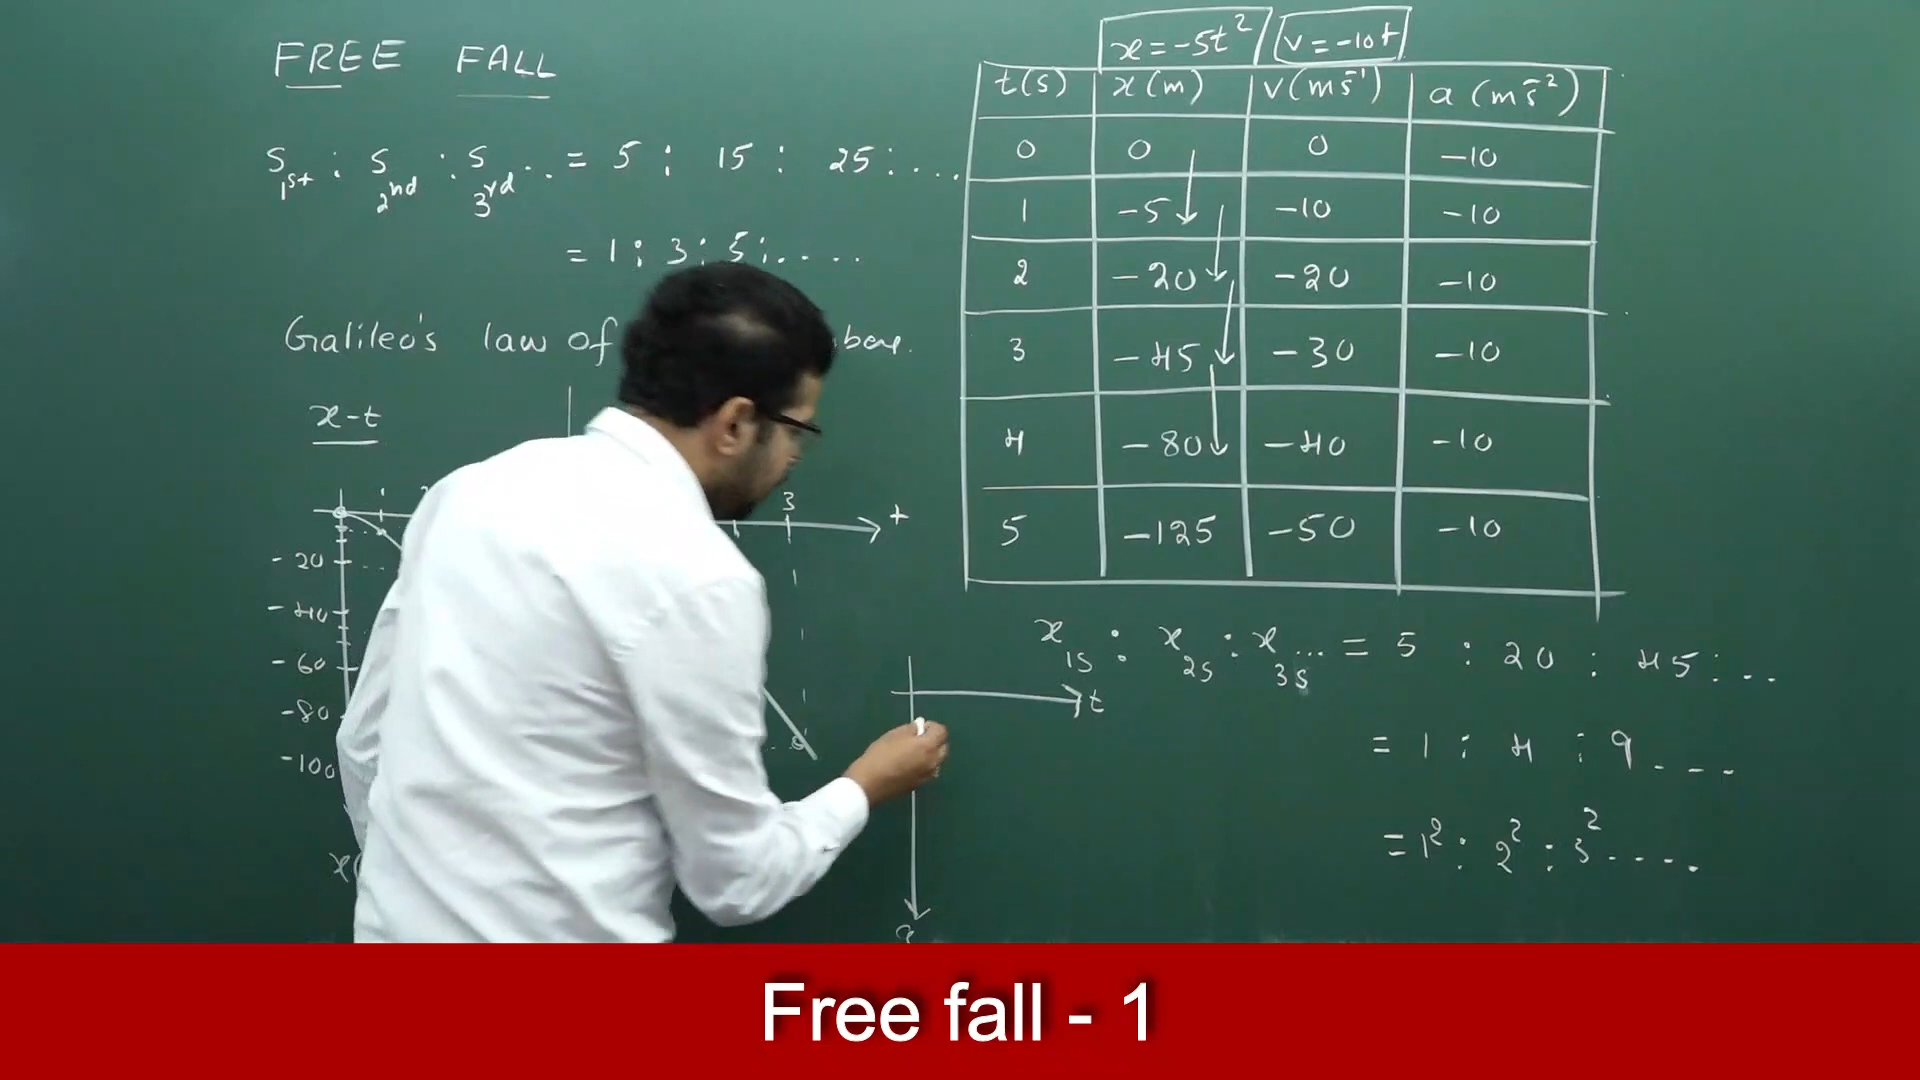 FREE FALL
S1st : S2nd : S3rd ... = 5 : 15 : 25 : ....
= 1 : 3 : 5 : ....
Galileo's law of
x-t
3
t
-20
-40
-60
-80
-100
x(
t
x = -5t² v = -10t
t(s) x(m) v(ms⁻¹) a(ms⁻²)
0 0 0 -10
1 -5 -10 -10
2 -20 -20 -10
3 -45 -30 -10
4 -80 -40 -10
5 -125 -50 -10
x1s : x2s : x3s ... = 5 : 20 : 45 : ..
= 1 : 4 : 9 ....
= 1² : 2² : 3² ....
Free fall - 1